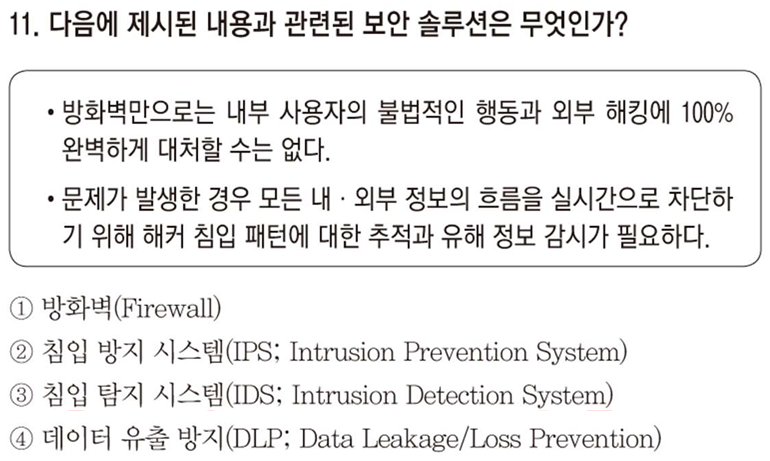 11. 다음에 제시된 내용과 관련된 보안 솔루션은 무엇인가?
• 방화벽만으로는 내부 사용자의 불법적인 행동과 외부 해킹에 100%
완벽하게 대처할 수는 없다.
• 문제가 발생한 경우 모든 내 · 외부 정보의 흐름을 실시간으로 차단하
기 위해 해커 침입 패턴에 대한 추적과 유해 정보 감시가 필요하다.
① 방화벽(Firewall)
② 침입 방지 시스템(IPS; Intrusion Prevention System)
③ 침입 탐지 시스템(IDS; Intrusion Detection System)
④ 데이터 유출 방지(DLP; Data Leakage/Loss Prevention)